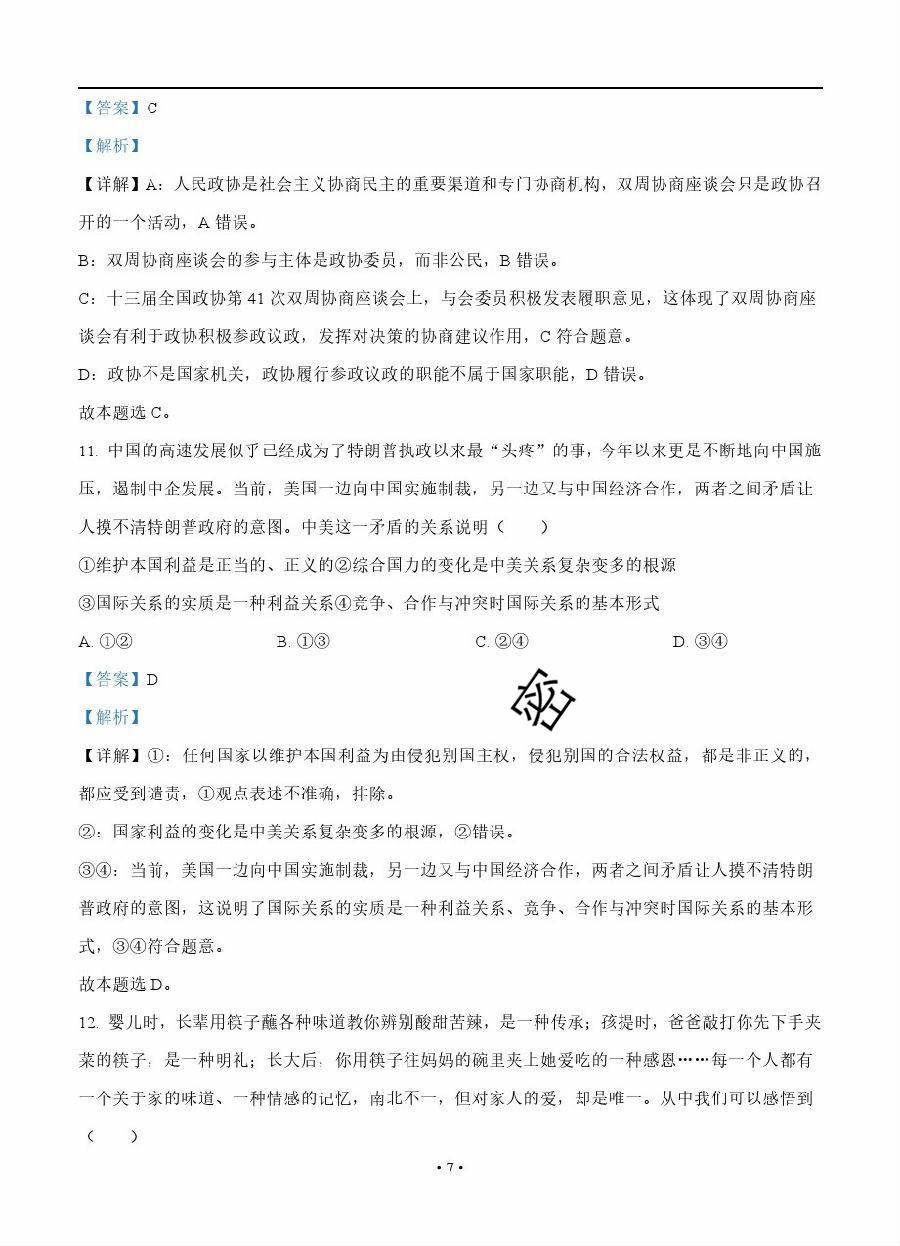 【答案】C
【解析】
【详解】A：人民政协是社会主义协商民主的重要渠道和专门协商机构，双周协商座谈会只是政协召
开的一个活动，A 错误。
B：双周协商座谈会的参与主体是政协委员，而非公民，B 错误。
C：十三届全国政协第 41 次双周协商座谈会上，与会委员积极发表履职意见，这体现了双周协商座
谈会有利于政协积极参政议政，发挥对决策的协商建议作用，C 符合题意。
D：政协不是国家机关，政协履行参政议政的职能不属于国家职能，D 错误。
故本题选 C。
11. 中国的高速发展似乎已经成为了特朗普执政以来最“头疼”的事，今年以来更是不断地向中国施
压，遏制中企发展。当前，美国一边向中国实施制裁，另一边又与中国经济合作，两者之间矛盾让
人摸不清特朗普政府的意图。中美这一矛盾的关系说明（　　）
①维护本国利益是正当的、正义的②综合国力的变化是中美关系复杂变多的根源
③国际关系的实质是一种利益关系④竞争、合作与冲突时国际关系的基本形式
A. ①② B. ①③ C. ②④ D. ③④
【答案】D
【解析】
【详解】①：任何国家以维护本国利益为由侵犯别国主权，侵犯别国的合法权益，都是非正义的，
都应受到谴责，①观点表述不准确，排除。
②：国家利益的变化是中美关系复杂变多的根源，②错误。
③④：当前，美国一边向中国实施制裁，另一边又与中国经济合作，两者之间矛盾让人摸不清特朗
普政府的意图，这说明了国际关系的实质是一种利益关系、竞争、合作与冲突时国际关系的基本形
式，③④符合题意。
故本题选 D。
12. 婴儿时，长辈用筷子蘸各种味道教你辨别酸甜苦辣，是一种传承；孩提时，爸爸敲打你先下手夹
菜的筷子，是一种明礼；长大后，你用筷子往妈妈的碗里夹上她爱吃的一种感恩……每一个人都有
一个关于家的味道、一种情感的记忆，南北不一，但对家人的爱，却是唯一。从中我们可以感悟到
（　　）
• 7 •